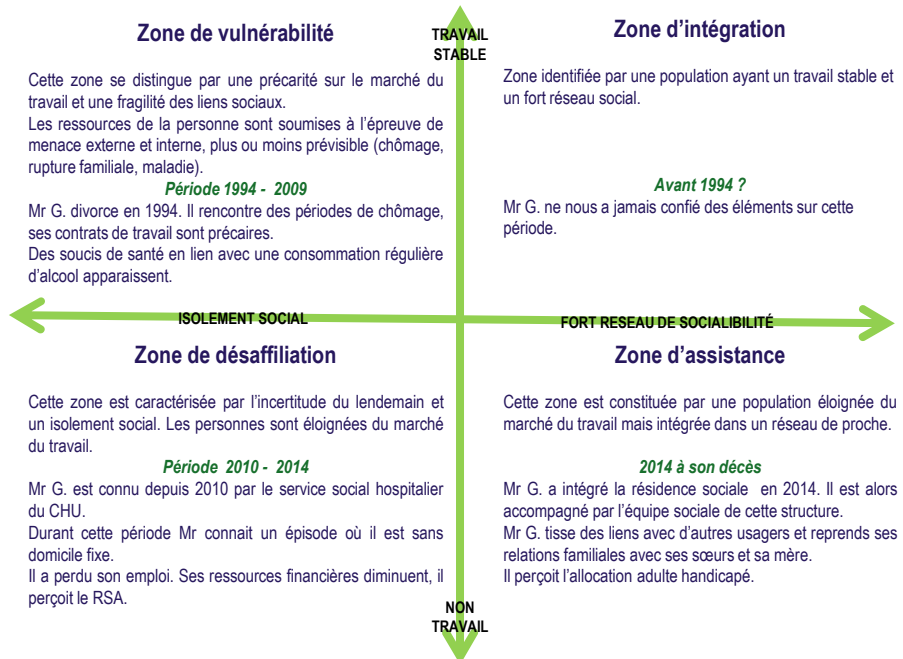 Zone de vulnérabilité
Cette zone se distingue par une précarité sur le marché du
travail et une fragilité des liens sociaux.
Les ressources de la personne sont soumises à l'épreuve de
menace externe et interne, plus ou moins prévisible (chômage,
rupture familiale, maladie).
Période 1994 - 2009
Mr G. divorce en 1994. Il rencontre des périodes de chômage,
ses contrats de travail sont précaires.
Des soucis de santé en lien avec une consommation régulière
d'alcool apparaissent.
TRAVAIL
STABLE
Zone d'intégration
Zone identifiée par une population ayant un travail stable et
un fort réseau social.
Avant 1994 ?
Mr G. ne nous a jamais confié des éléments sur cette
période.
ISOLEMENT SOCIAL
FORT RESEAU DE SOCIALIBILITÉ
Zone de désaffiliation
Cette zone est caractérisée par l'incertitude du lendemain et
un isolement social. Les personnes sont éloignées du marché
du travail.
Période 2010 - 2014
Mr G. est connu depuis 2010 par le service social hospitalier
du CHU.
Durant cette période Mr connait un épisode où il est sans
domicile fixe.
Il a perdu son emploi. Ses ressources financières diminuent, il
perçoit le RSA.
Zone d'assistance
Cette zone est constituée par une population éloignée du
marché du travail mais intégrée dans un réseau de proche.
2014 à son décès
Mr G. a intégré la résidence sociale en 2014. Il est alors
accompagné par l'équipe sociale de cette structure.
Mr G. tisse des liens avec d'autres usagers et reprends ses
relations familiales avec ses sœurs et sa mère.
Il perçoit l'allocation adulte handicapé.
NON
TRAVAIL